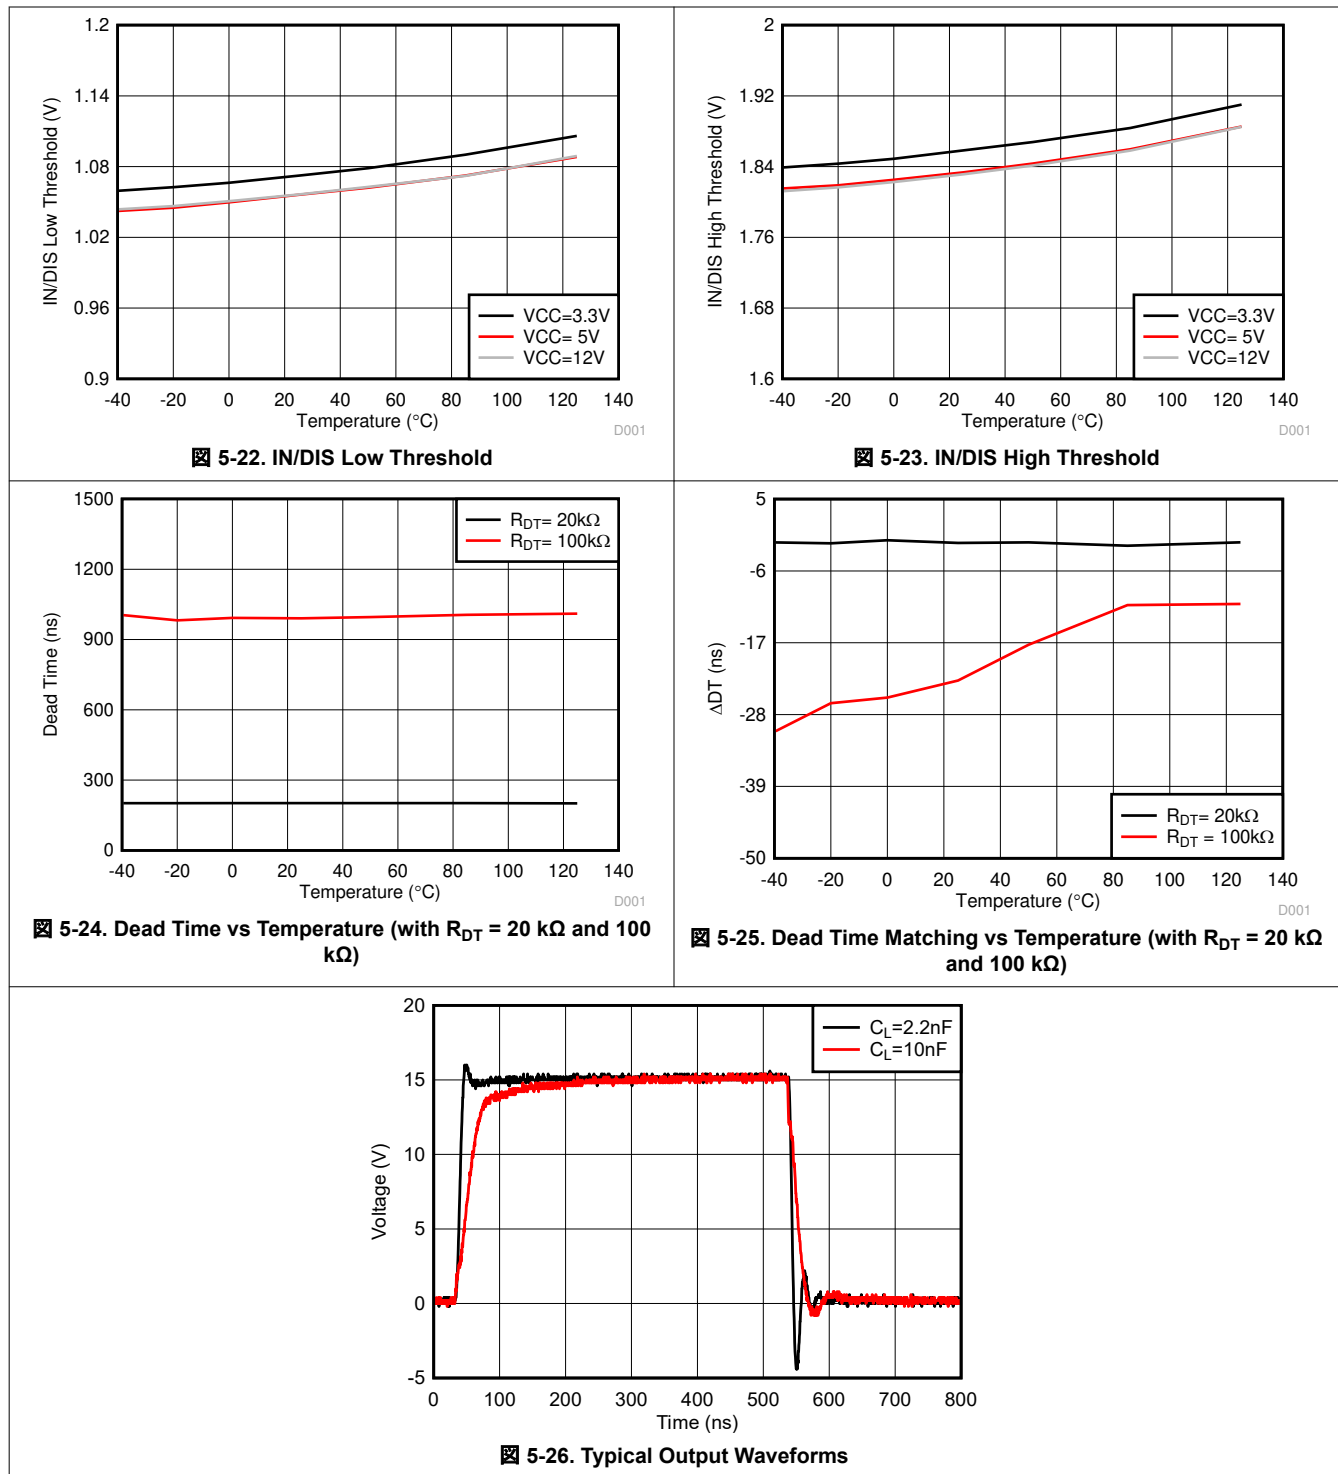 1.2
1.14
1.08
1.02
0.96
0.9
IN/DIS Low Threshold (V)
VCC=3.3V
VCC= 5V
VCC=12V
-40 -20 0 20 40 60 80 100 120 140
Temperature (°C)
D001
図 5-22. IN/DIS Low Threshold
2
1.92
1.84
1.76
1.68
1.6
IN/DIS High Threshold (V)
VCC=3.3V
VCC= 5V
VCC=12V
-40 -20 0 20 40 60 80 100 120 140
Temperature (°C)
D001
図 5-23. IN/DIS High Threshold
1500
1200
900
600
300
0
Dead Time (ns)
RDT= 20kΩ
RDT= 100kΩ
-40 -20 0 20 40 60 80 100 120 140
Temperature (°C)
D001
図 5-24. Dead Time vs Temperature (with RDT = 20 kΩ and 100
kΩ)
5
-6
-17
-28
-39
-50
ΔDT (ns)
RDT= 20kΩ
RDT = 100kΩ
-40 -20 0 20 40 60 80 100 120 140
Temperature (°C)
D001
図 5-25. Dead Time Matching vs Temperature (with RDT = 20 kΩ
and 100 kΩ)
20
15
10
5
0
-5
Voltage (V)
CL=2.2nF
CL=10nF
0 100 200 300 400 500 600 700 800
Time (ns)
図 5-26. Typical Output Waveforms